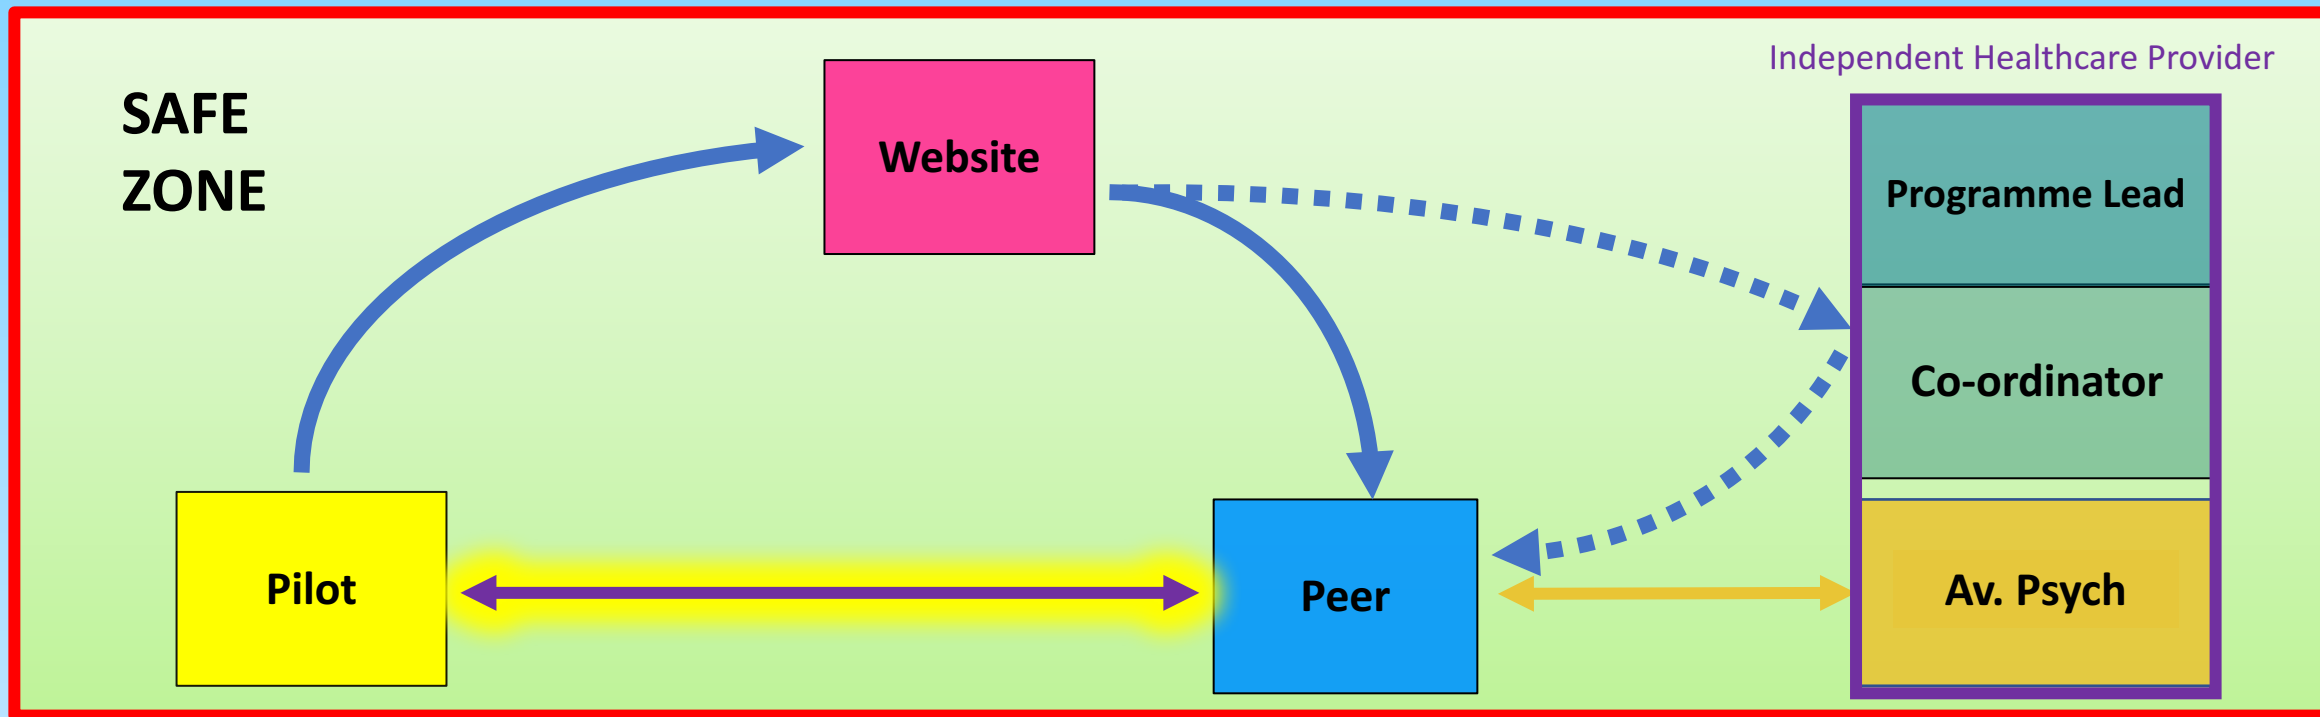 Independent Healthcare Provider
SAFE
ZONE
Website
Programme Lead
Co-ordinator
Pilot
Peer
Av. Psych